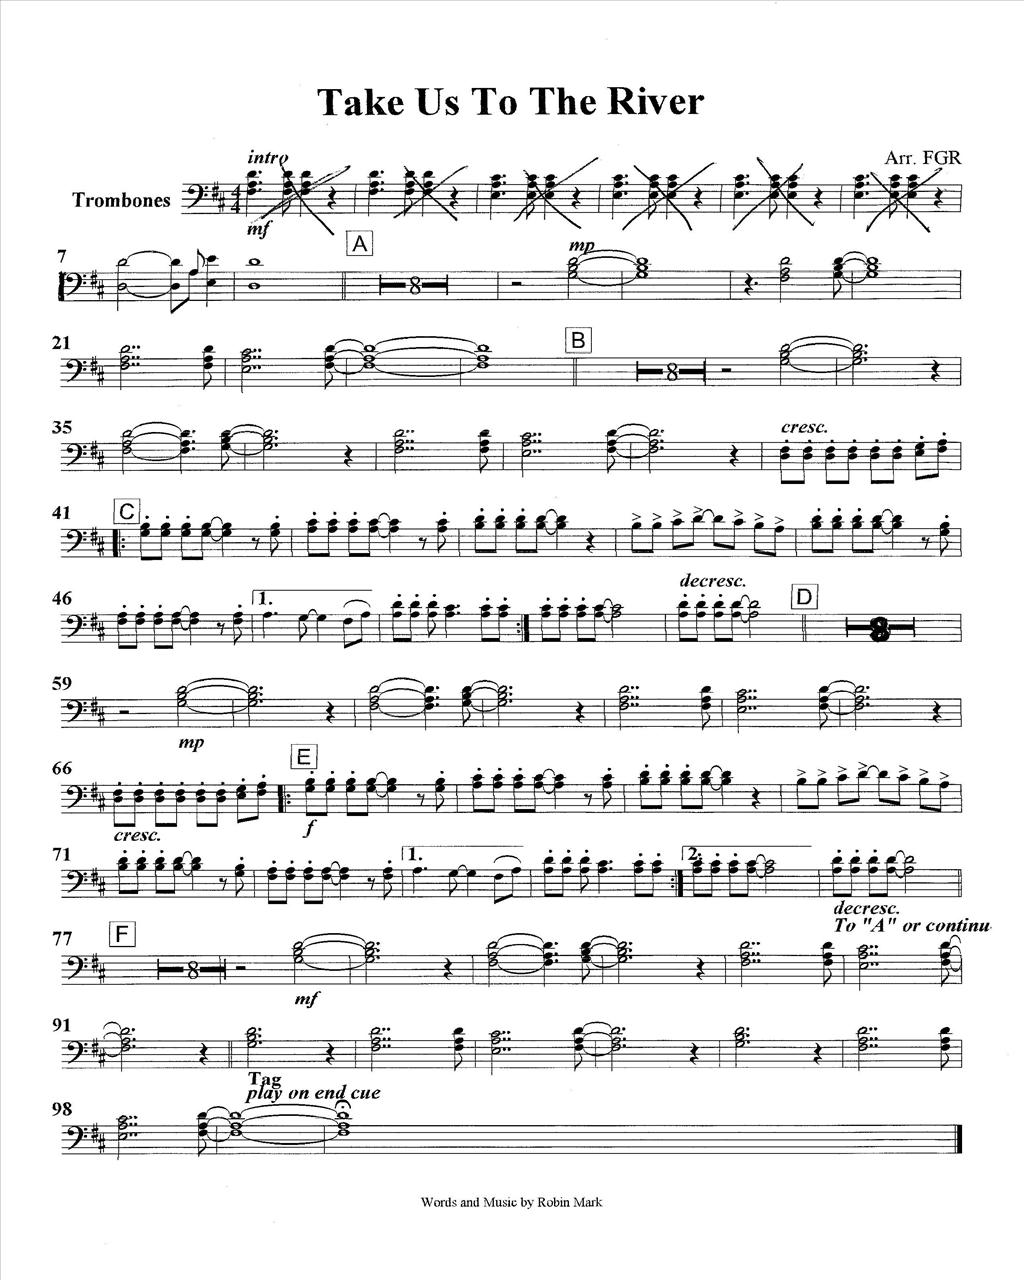 Take Us To The River
intro
Arr. FGR
Trombones
4
4
mf
7
A
8
mp
21
B
8
35
cresc.
41
C
46
1.
decresc.
D
8
59
mp
66
E
cresc.
f
71
1.
2.
decresc.
To "A" or continu
77
F
8
mf
91
Tag
play on end cue
98
Words and Music by Robin Mark